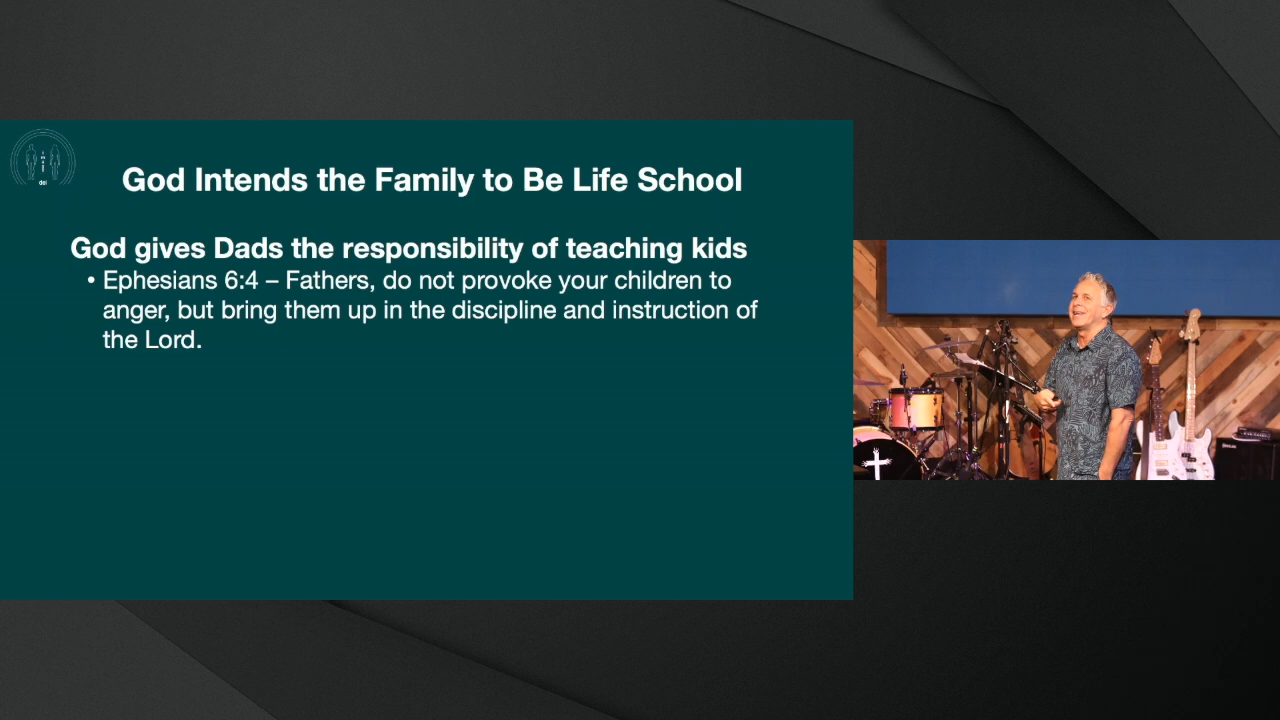 dei
God Intends the Family to Be Life School
God gives Dads the responsibility of teaching kids
• Ephesians 6:4 – Fathers, do not provoke your children to
anger, but bring them up in the discipline and instruction of
the Lord.